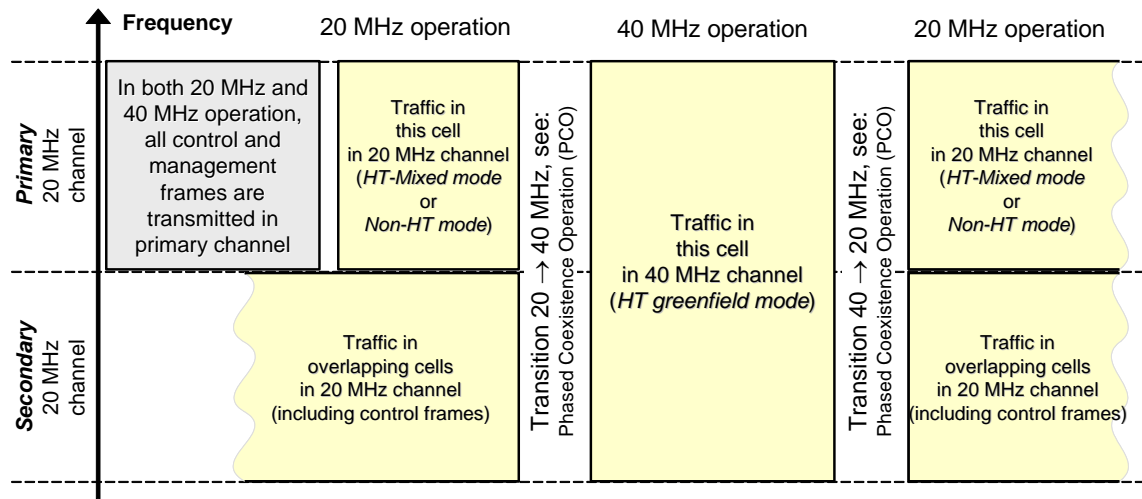 Frequency
20 MHz operation
40 MHz operation
20 MHz operation
Primary
20 MHz
channel
In both 20 MHz and
40 MHz operation,
all control and
management
frames are
transmitted in
primary channel
Traffic in
this cell
in 20 MHz channel
(HT-Mixed mode
or
Non-HT mode)
Transition 20 → 40 MHz, see:
Phased Coexistence Operation (PCO)
Traffic in
this cell
in 40 MHz channel
(HT greenfield mode)
Transition 40 → 20 MHz, see:
Phased Coexistence Operation (PCO)
Traffic in
this cell
in 20 MHz channel
(HT-Mixed mode
or
Non-HT mode)
Secondary
20 MHz
channel
Traffic in
overlapping cells
in 20 MHz channel
(including control frames)
Traffic in
overlapping cells
in 20 MHz channel
(including control frames)